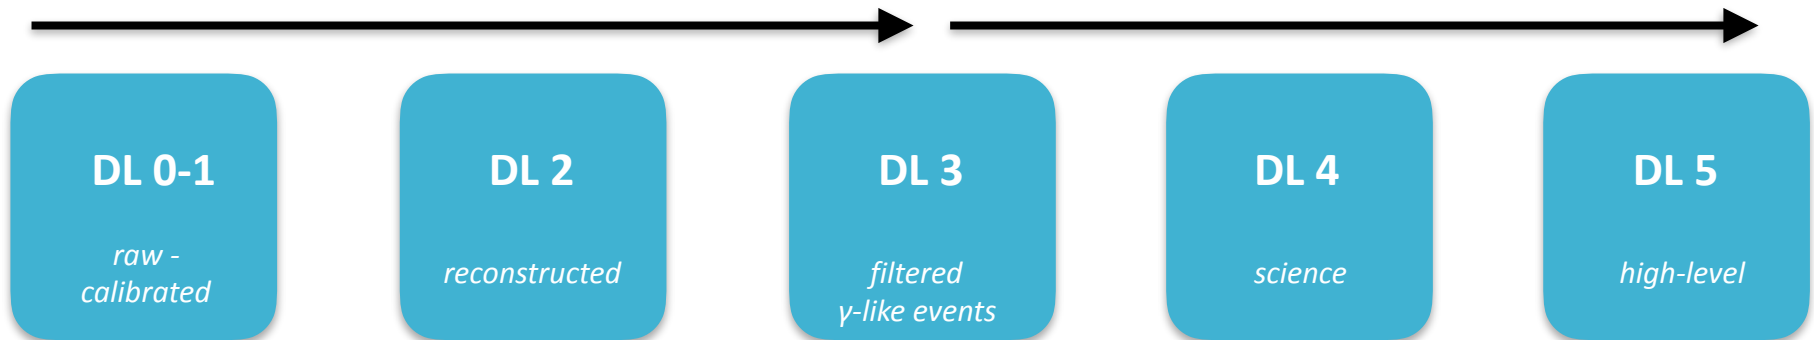 DL 0-1
raw -
calibrated
DL 2
reconstructed
DL 3
filtered
γ-like events
DL 4
science
DL 5
high-level